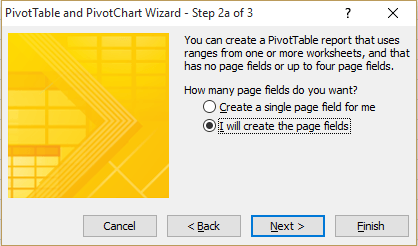 PivotTable and PivotChart Wizard - Step 2a of 3
?
You can create a PivotTable report that uses
ranges from one or more worksheets, and that
has no page fields or up to four page fields.
How many page fields do you want?
Create a single page field for me
I will create the page fields
Cancel
< Back
Next >
Finish